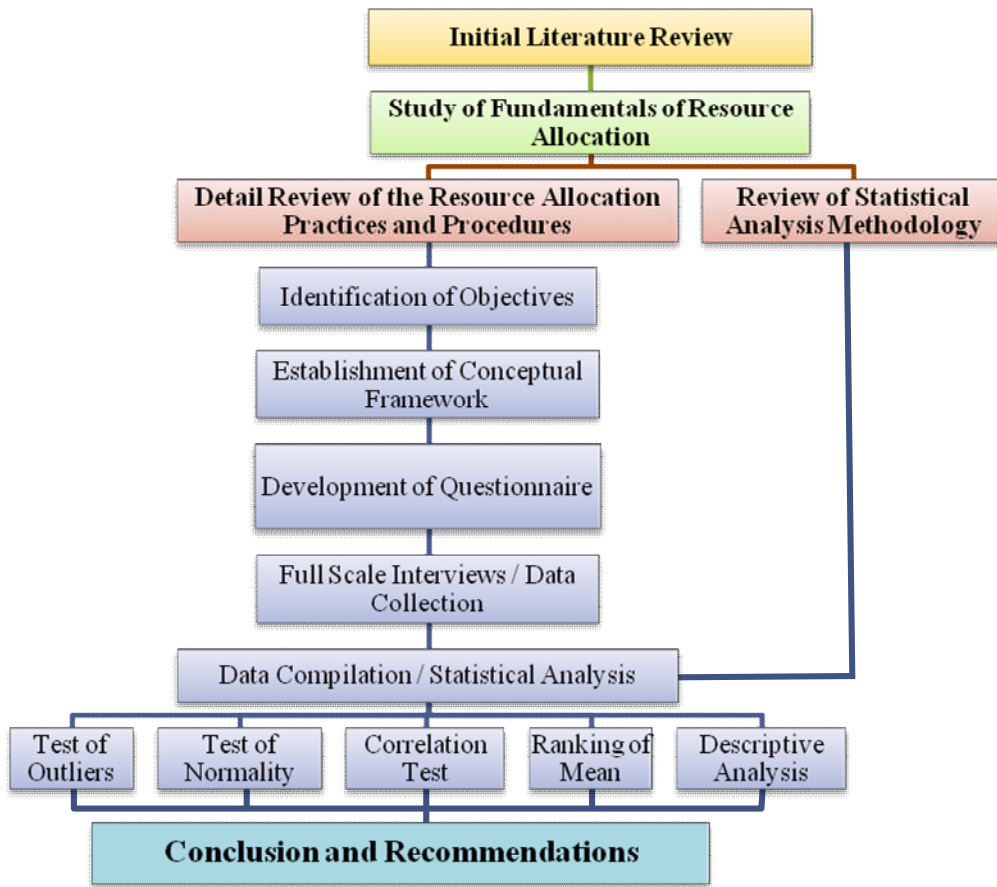 Initial Literature Review
Study of Fundamentals of Resource
Allocation
Detail Review of the Resource Allocation
Practices and Procedures
Review of Statistical
Analysis Methodology
Identification of Objectives
Establishment of Conceptual
Framework
Development of Questionnaire
Full Scale Interviews / Data
Collection
Data Compilation / Statistical Analysis
Test of
Outliers
Test of
Normality
Correlation
Test
Ranking of
Mean
Descriptive
Analysis
Conclusion and Recommendations